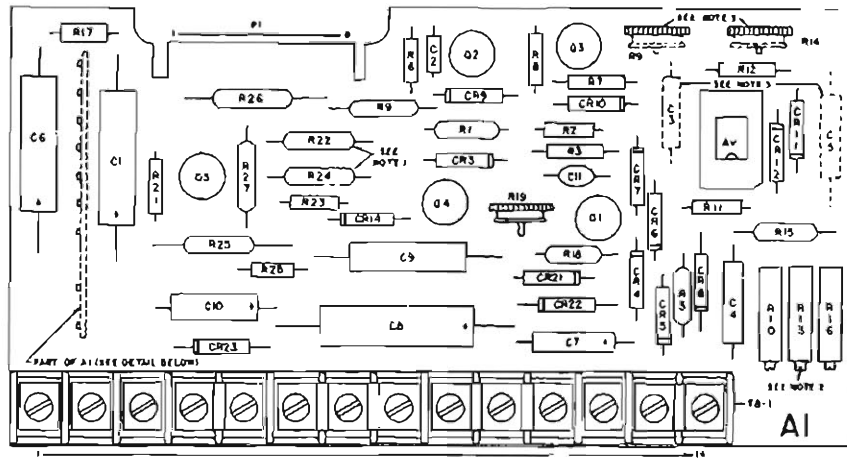 R17
P1
R6
C2
Q2
R8
Q3
SEE NOTE 3
R9
R14
R12
SEE NOTE 3
R7
CR9
CR10
R26
R9
C6
C1
R1
R2
C3
CR11
C5
R22
SEE
NOTE 1
R3
CR3
CR12
R21
Q5
R27
R24
C11
CR7
R23
Q4
R19
Q1
CR14
CR6
R11
R15
R25
C9
R18
R28
CR21
CR4
CR8
R5
C4
CR5
R10
R13
R16
C10
C8
CR22
C7
CR23
PART OF A1 (SEE DETAIL BELOW)
SEE NOTE 2
TB-1
A1
1
14